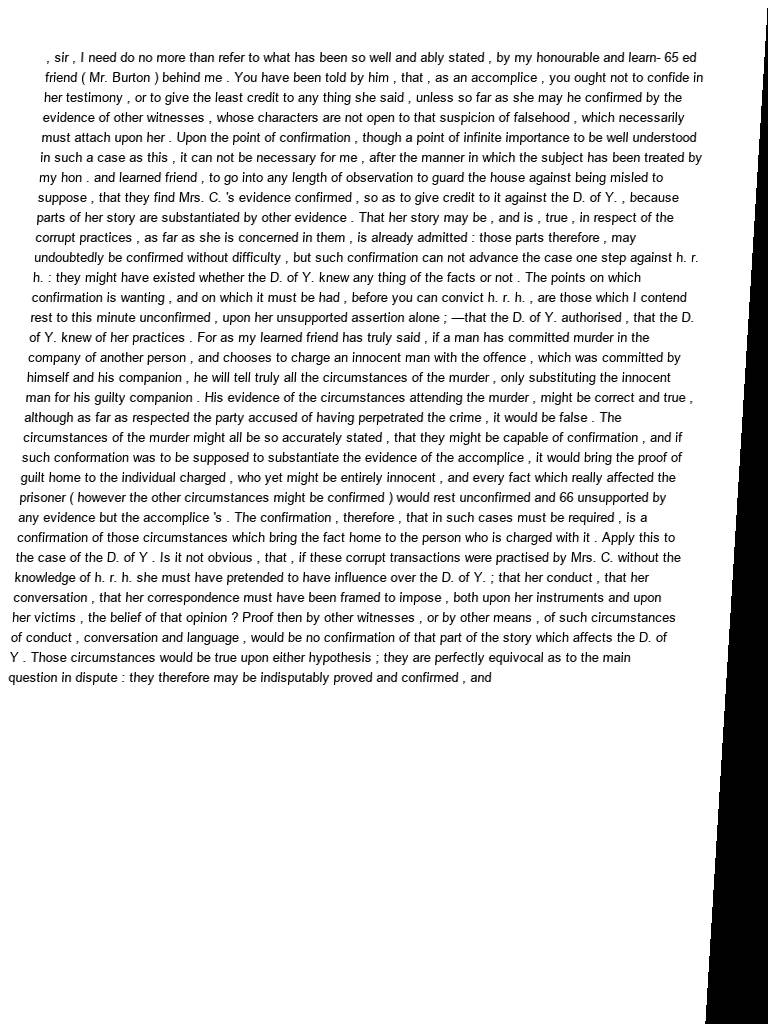 , sir , I need do no more than refer to what has been so well and ably stated , by my honourable and learn- 65 ed
friend ( Mr. Burton ) behind me . You have been told by him , that , as an accomplice , you ought not to confide in
her testimony , or to give the least credit to any thing she said , unless so far as she may he confirmed by the
evidence of other witnesses , whose characters are not open to that suspicion of falsehood , which necessarily
must attach upon her . Upon the point of confirmation , though a point of infinite importance to be well understood
in such a case as this , it can not be necessary for me , after the manner in which the subject has been treated by
my hon . and learned friend , to go into any length of observation to guard the house against being misled to
suppose , that they find Mrs. C. 's evidence confirmed , so as to give credit to it against the D. of Y. , because
parts of her story are substantiated by other evidence . That her story may be , and is , true , in respect of the
corrupt practices , as far as she is concerned in them , is already admitted : those parts therefore , may
undoubtedly be confirmed without difficulty , but such confirmation can not advance the case one step against h. r.
h. : they might have existed whether the D. of Y. knew any thing of the facts or not . The points on which
confirmation is wanting , and on which it must be had , before you can convict h. r. h. , are those which I contend
rest to this minute unconfirmed , upon her unsupported assertion alone ; —that the D. of Y. authorised , that the D.
of Y. knew of her practices . For as my learned friend has truly said , if a man has committed murder in the
company of another person , and chooses to charge an innocent man with the offence , which was committed by
himself and his companion , he will tell truly all the circumstances of the murder , only substituting the innocent
man for his guilty companion . His evidence of the circumstances attending the murder , might be correct and true ,
although as far as respected the party accused of having perpetrated the crime , it would be false . The
circumstances of the murder might all be so accurately stated , that they might be capable of confirmation , and if
such conformation was to be supposed to substantiate the evidence of the accomplice , it would bring the proof of
guilt home to the individual charged , who yet might be entirely innocent , and every fact which really affected the
prisoner ( however the other circumstances might be confirmed ) would rest unconfirmed and 66 unsupported by
any evidence but the accomplice 's . The confirmation , therefore , that in such cases must be required , is a
confirmation of those circumstances which bring the fact home to the person who is charged with it . Apply this to
the case of the D. of Y . Is it not obvious , that , if these corrupt transactions were practised by Mrs. C. without the
knowledge of h. r. h. she must have pretended to have influence over the D. of Y. ; that her conduct , that her
conversation , that her correspondence must have been framed to impose , both upon her instruments and upon
her victims , the belief of that opinion ? Proof then by other witnesses , or by other means , of such circumstances
of conduct , conversation and language , would be no confirmation of that part of the story which affects the D. of
Y . Those circumstances would be true upon either hypothesis ; they are perfectly equivocal as to the main
question in dispute : they therefore may be indisputably proved and confirmed , and